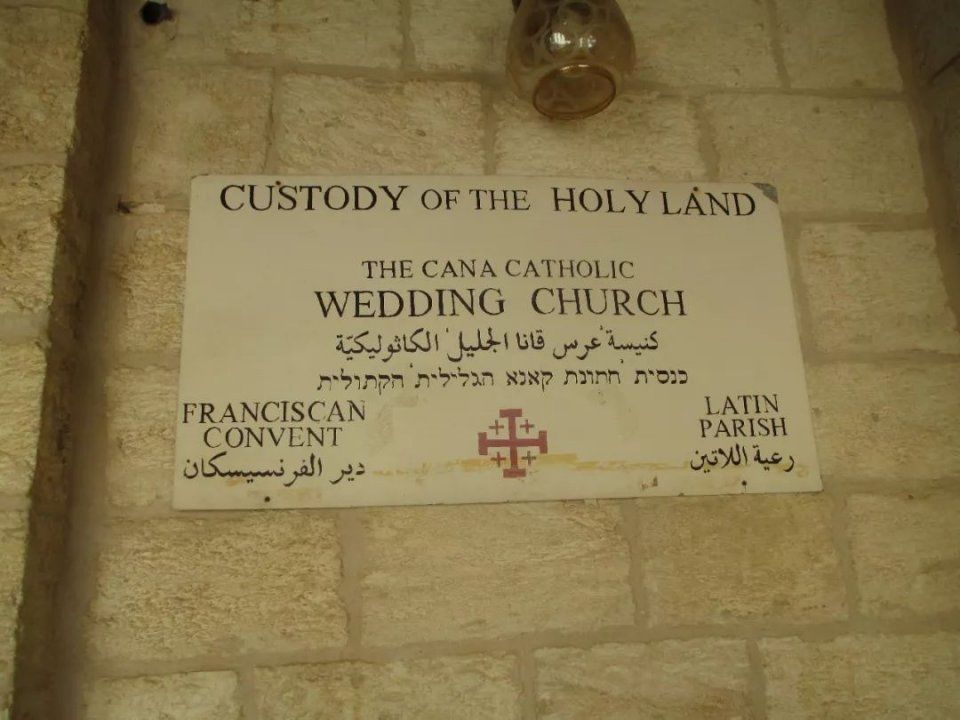 CUSTODY OF THE HOLY LAND
THE CANA CATHOLIC
WEDDING CHURCH
كنيسة عرس قانا الجليل الكاثوليكيّة
כנסית חתונת קאנא הגלילית הקתולית
FRANCISCAN
CONVENT
دير الفرنسيسكان
LATIN
PARISH
رعية اللاتين